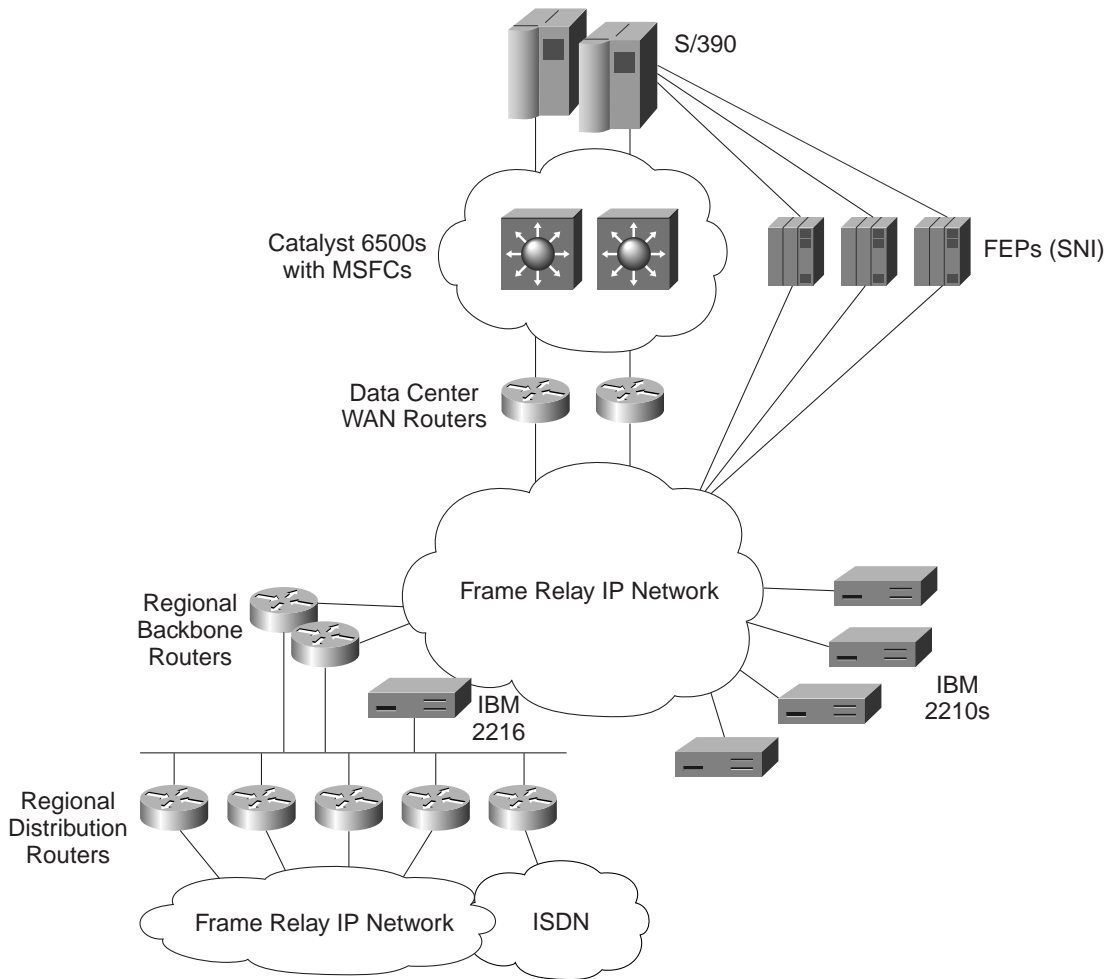 S/390
Catalyst 6500s
with MSFCs
FEPs (SNI)
Data Center
WAN Routers
Frame Relay IP Network
Regional
Backbone
Routers
IBM
2216
IBM
2210s
Regional
Distribution
Routers
Frame Relay IP Network
ISDN